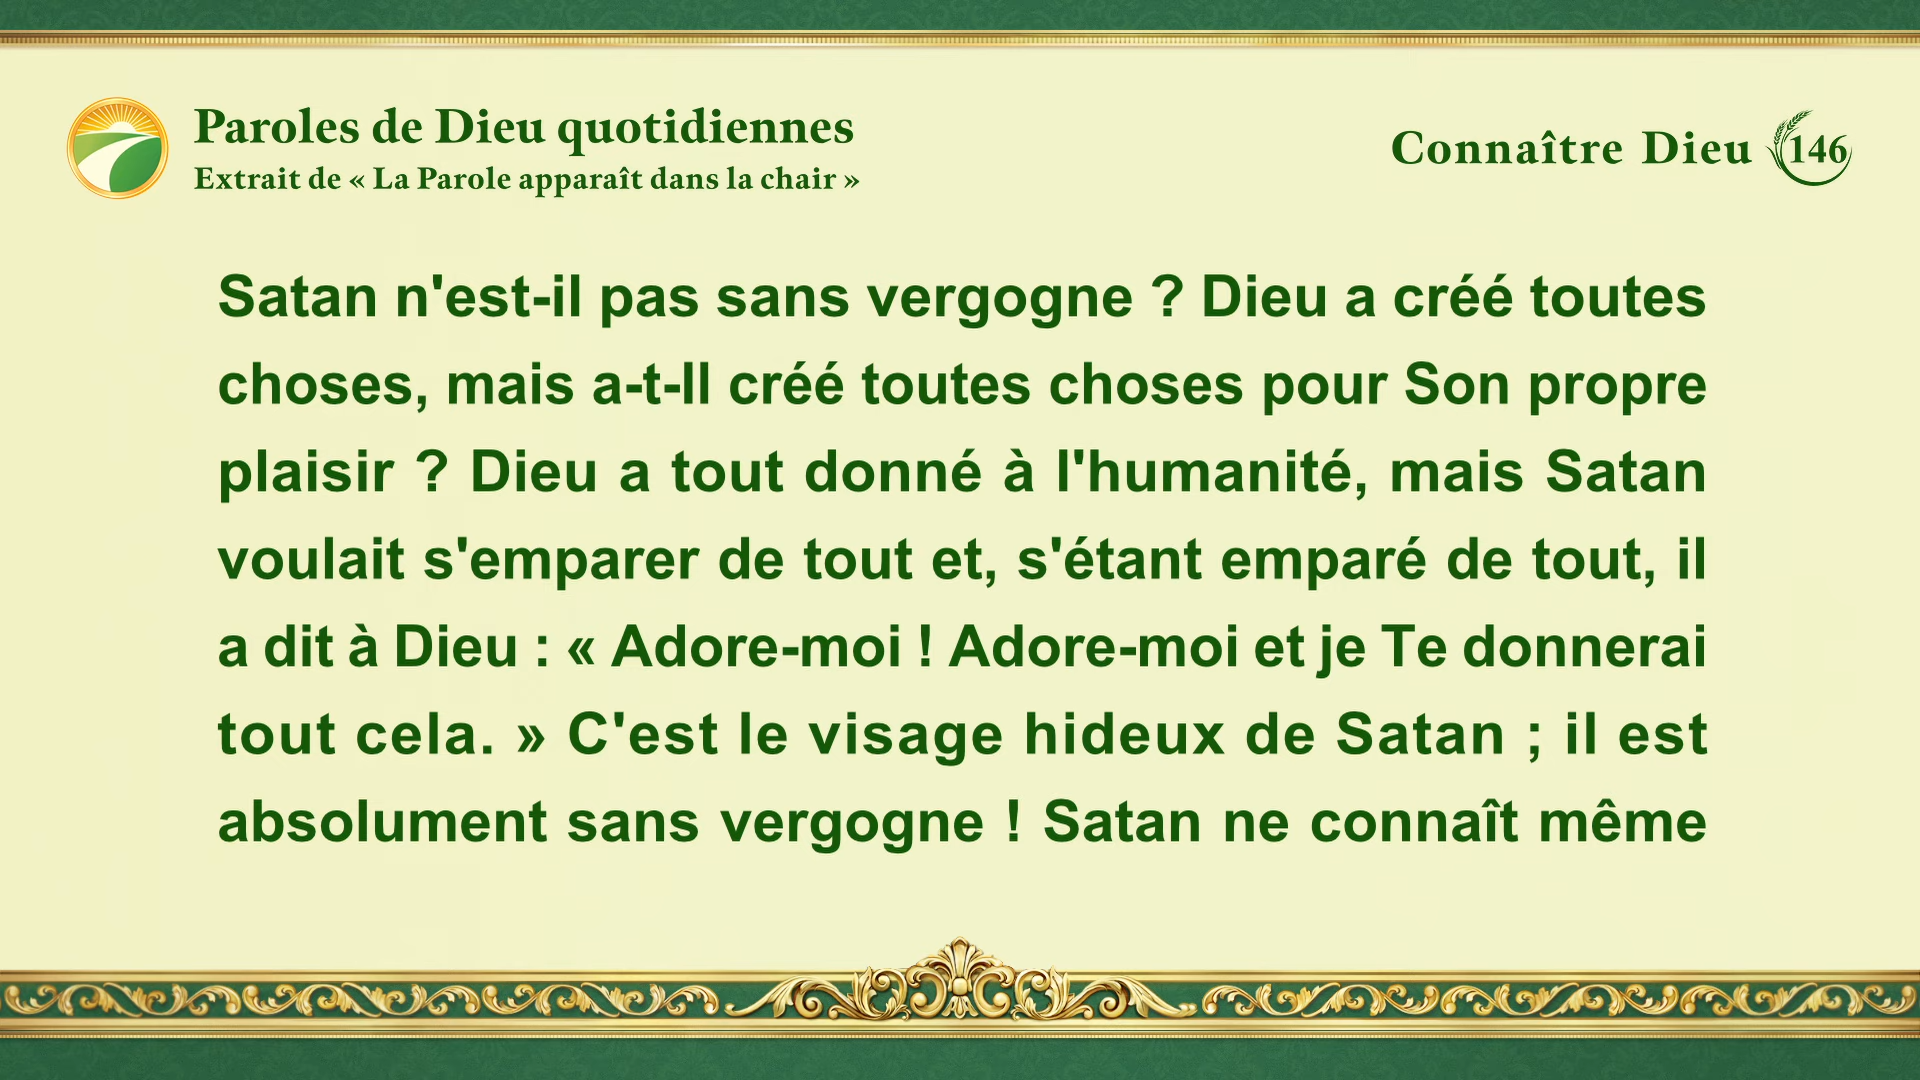 Paroles de Dieu quotidiennes
Extrait de « La Parole apparaît dans la chair »
Connaître Dieu 146
Satan n'est-il pas sans vergogne ? Dieu a créé toutes
choses, mais a-t-Il créé toutes choses pour Son propre
plaisir ? Dieu a tout donné à l'humanité, mais Satan
voulait s'emparer de tout et, s'étant emparé de tout, il
a dit à Dieu : « Adore-moi ! Adore-moi et je Te donnerai
tout cela. » C'est le visage hideux de Satan ; il est
absolument sans vergogne ! Satan ne connaît même